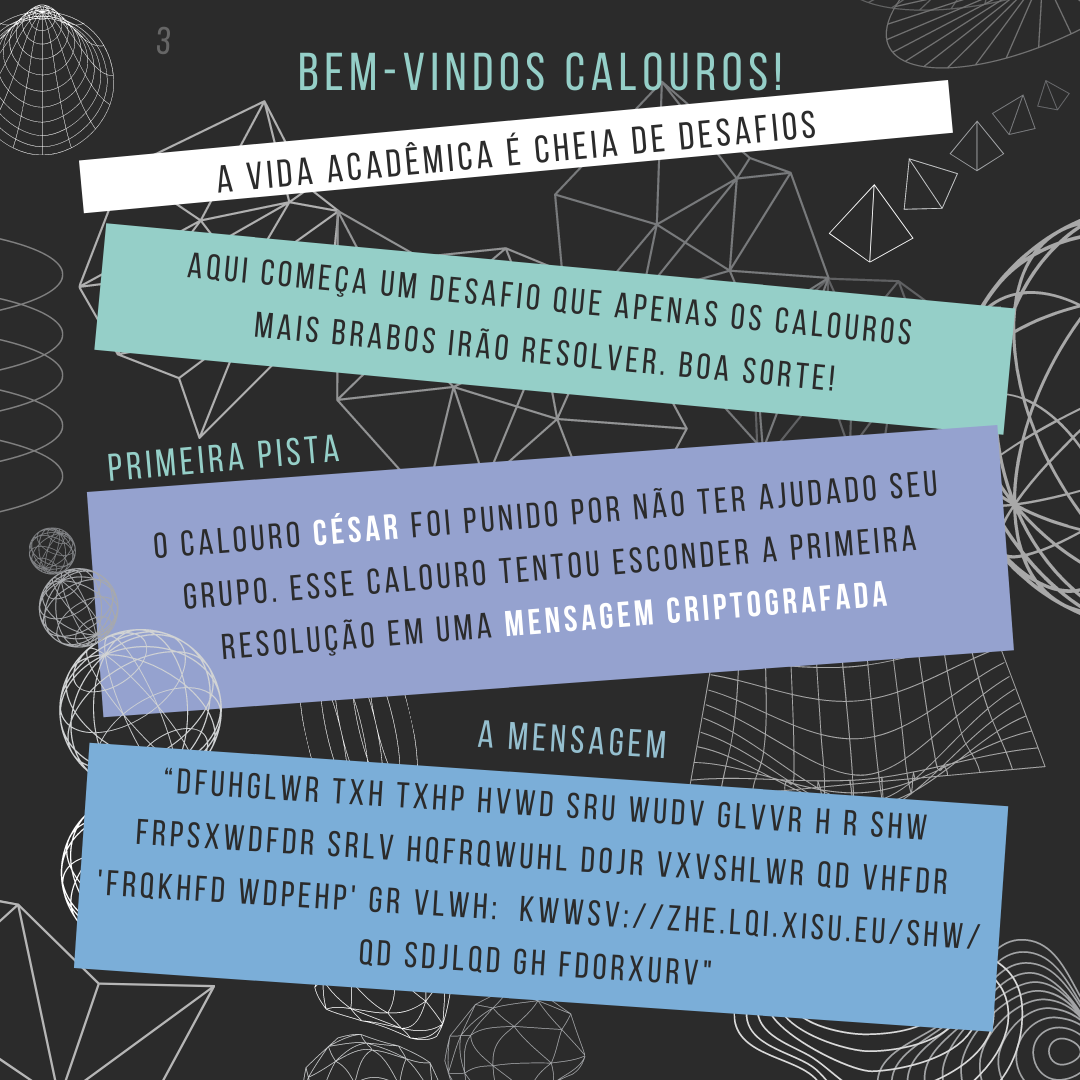 3
BEM-VINDOS CALOUROS!
A VIDA ACADÊMICA É CHEIA DE DESAFIOS
AQUI COMEÇA UM DESAFIO QUE APENAS OS CALOUROS
MAIS BRABOS IRÃO RESOLVER. BOA SORTE!
PRIMEIRA PISTA
O CALOURO CÉSAR FOI PUNIDO POR NÃO TER AJUDADO SEU
GRUPO. ESSE CALOURO TENTOU ESCONDER A PRIMEIRA
RESOLUÇÃO EM UMA MENSAGEM CRIPTOGRAFADA
A MENSAGEM
“DFUHGLWR TXH TXHP HVWD SRU WUDV GLVVR H R SHW
FRPSXWDFDR SRLV HQFRQWUHL DOJR VXVSHLWR QD VHFDR
'FRQKHFD WDPEHP' GR VLWH:  KWWSV://ZHE.LQI.XISU.EU/SHW/
QD SDJLQD GH FDORXURV"